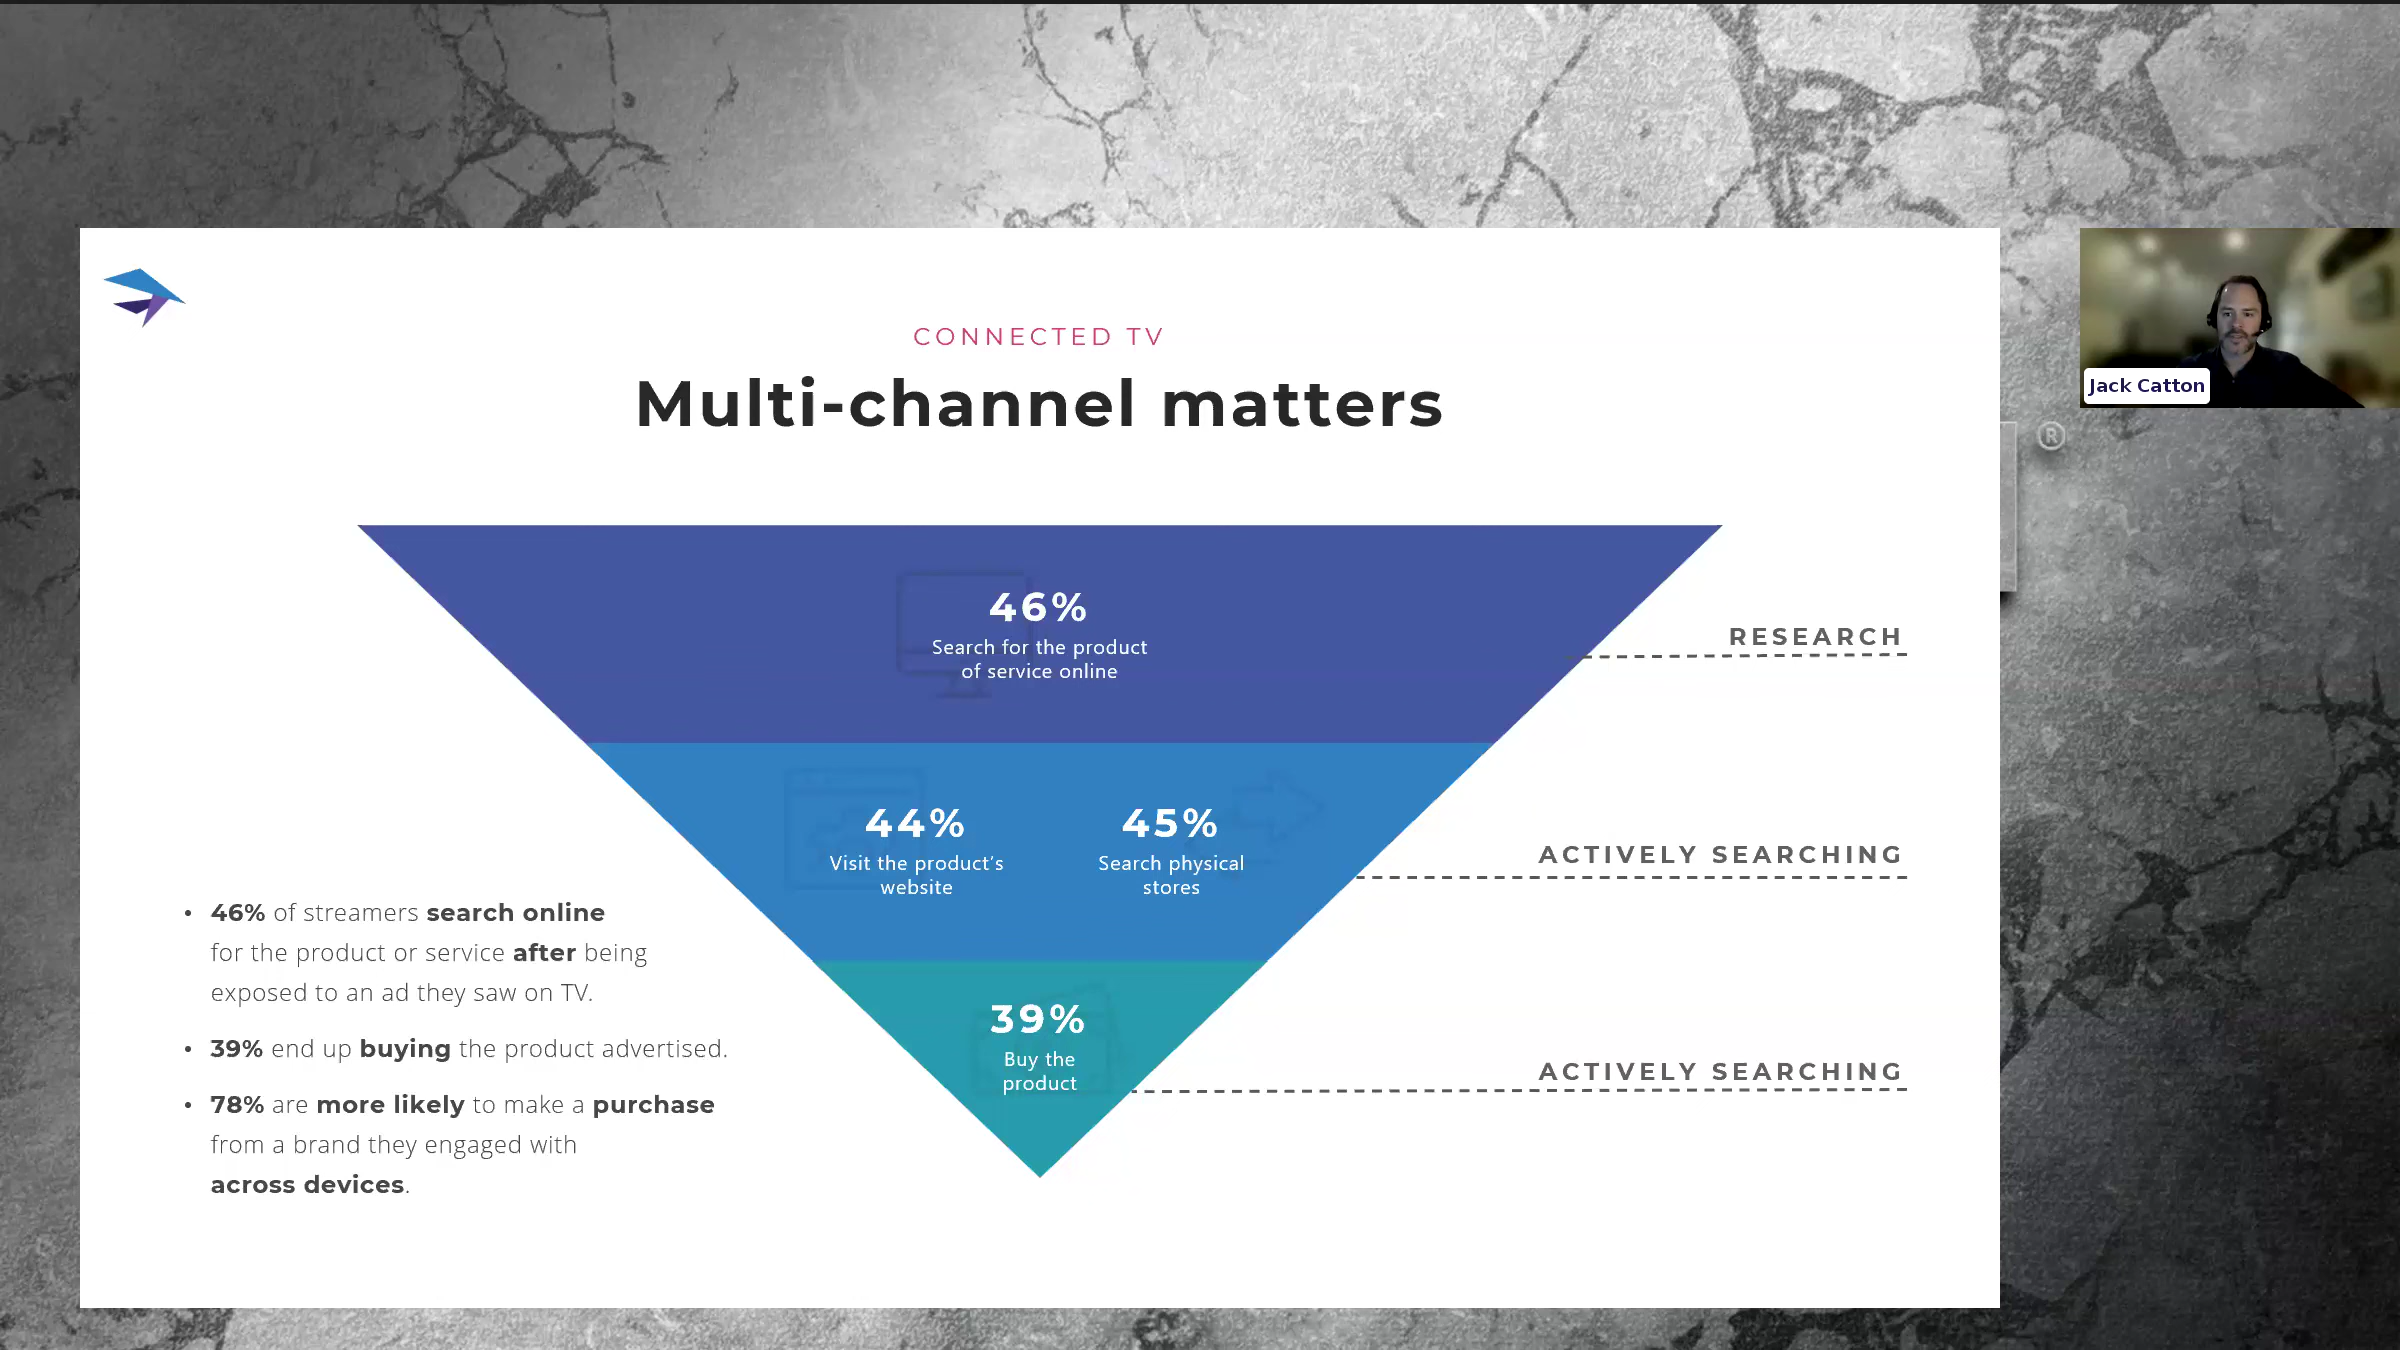 CONNECTED TV
Multi-channel matters
46%
Search for the product
of service online
RESEARCH
44%
Visit the product's
website
45%
Search physical
stores
ACTIVELY SEARCHING
39%
Buy the
product
ACTIVELY SEARCHING
• 46% of streamers search online
for the product or service after being
exposed to an ad they saw on TV.
• 39% end up buying the product advertised.
• 78% are more likely to make a purchase
from a brand they engaged with
across devices.
Jack Catton
®